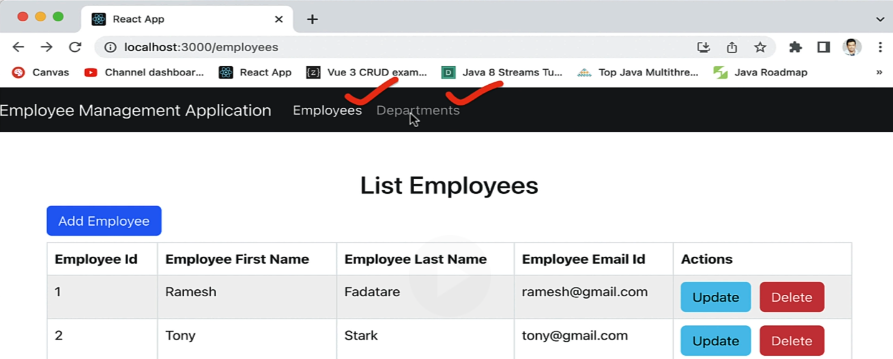 React App
localhost:3000/employees
Canvas Channel dashboar... React App Vue 3 CRUD exam... Java 8 Streams Tu... Top Java Multithre... Java Roadmap »
Employee Management Application Employees Departments
List Employees
Add Employee
Employee Id Employee First Name Employee Last Name Employee Email Id Actions
1 Ramesh Fadatare ramesh@gmail.com Update Delete
2 Tony Stark tony@gmail.com Update Delete